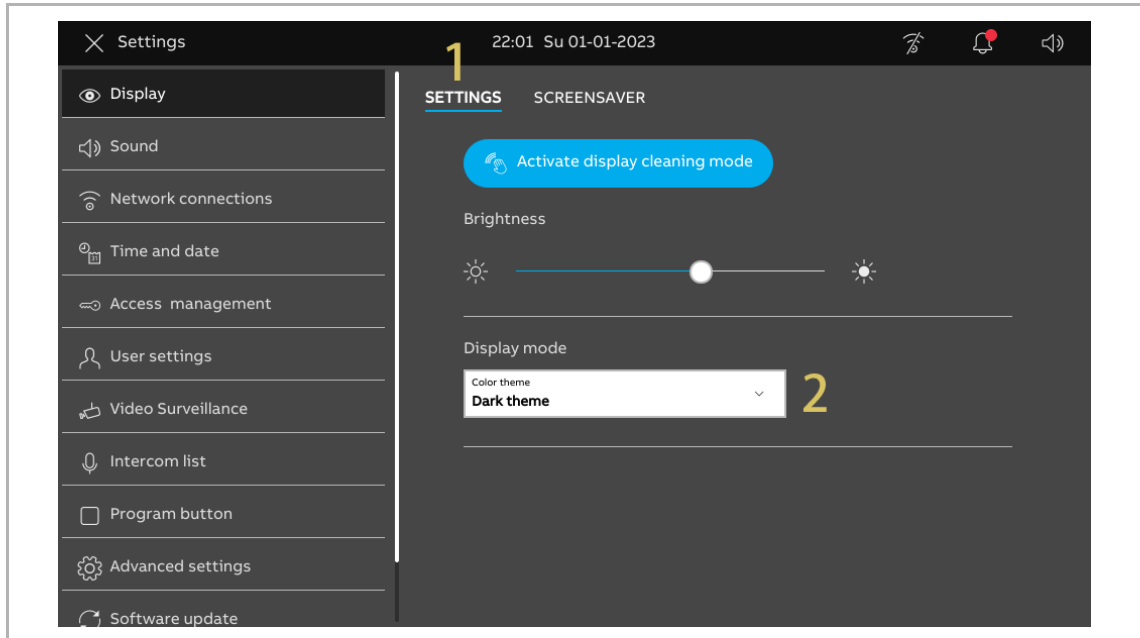 Settings
22:01 Su 01-01-2023
1
Display
Sound
Network connections
Time and date
Access management
User settings
Video Surveillance
Intercom list
Program button
Advanced settings
Software update
SETTINGS SCREENSAVER
Activate display cleaning mode
Brightness
Display mode
Color theme
Dark theme
2